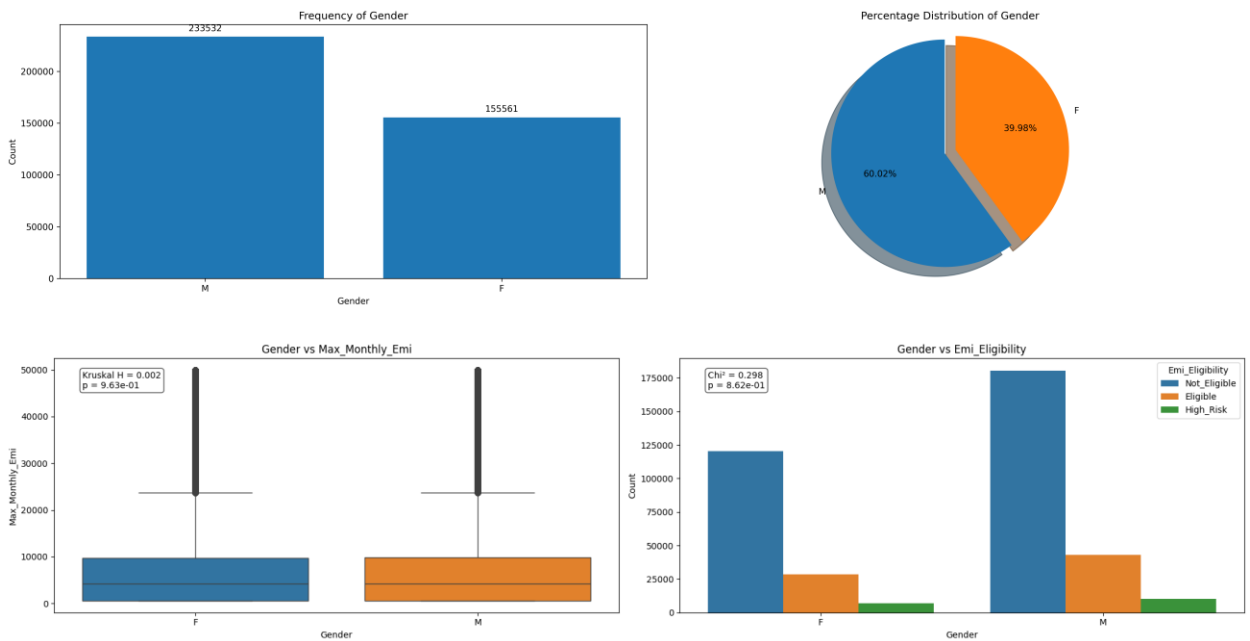 Frequency of Gender
233532
155561
200000
150000
100000
50000
0
Count
M
F
Gender
Percentage Distribution of Gender
F
39.98%
60.02%
M
Gender vs Max_Monthly_Emi
Kruskal H = 0.002
p = 9.63e-01
50000
40000
30000
20000
10000
0
Max_Monthly_Emi
F
M
Gender
Gender vs Emi_Eligibility
Chi² = 0.298
p = 8.62e-01
Emi_Eligibility
Not_Eligible
Eligible
High_Risk
175000
150000
125000
100000
75000
50000
25000
0
Count
F
M
Gender